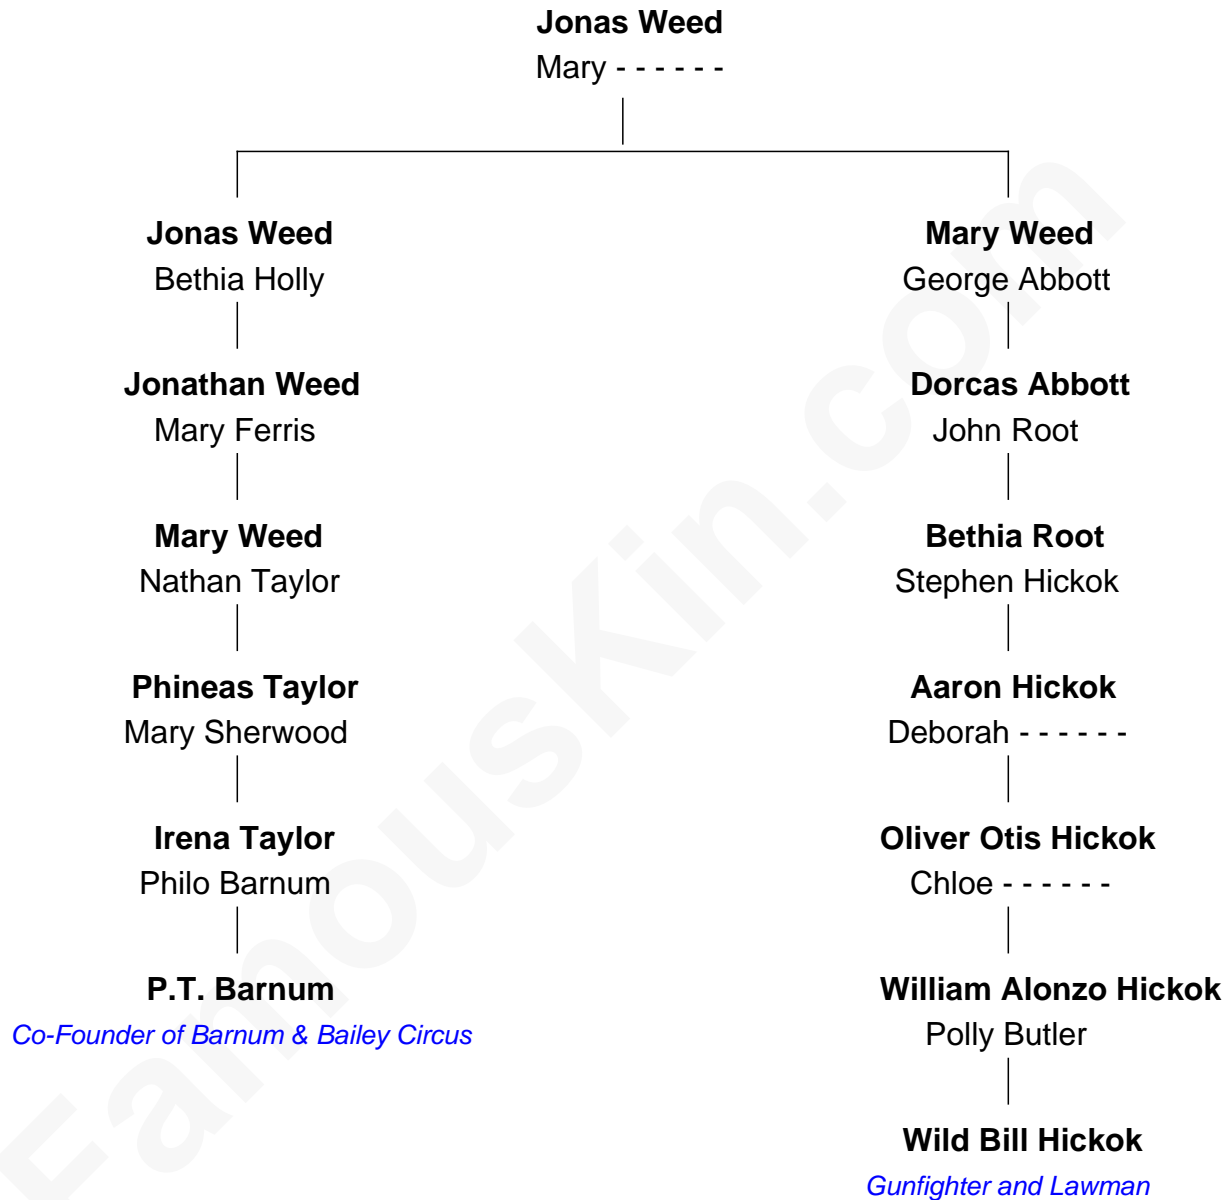 Jonas Weed
Mary - - - - - -
Jonas Weed
Bethia Holly
Mary Weed
George Abbott
Jonathan Weed
Mary Ferris
Dorcas Abbott
John Root
Mary Weed
Nathan Taylor
Bethia Root
Stephen Hickok
Phineas Taylor
Mary Sherwood
Aaron Hickok
Deborah - - - - - -
Irena Taylor
Philo Barnum
Oliver Otis Hickok
Chloe - - - - - -
P.T. Barnum
Co-Founder of Barnum & Bailey Circus
William Alonzo Hickok
Polly Butler
Wild Bill Hickok
Gunfighter and Lawman
FamousKin.com